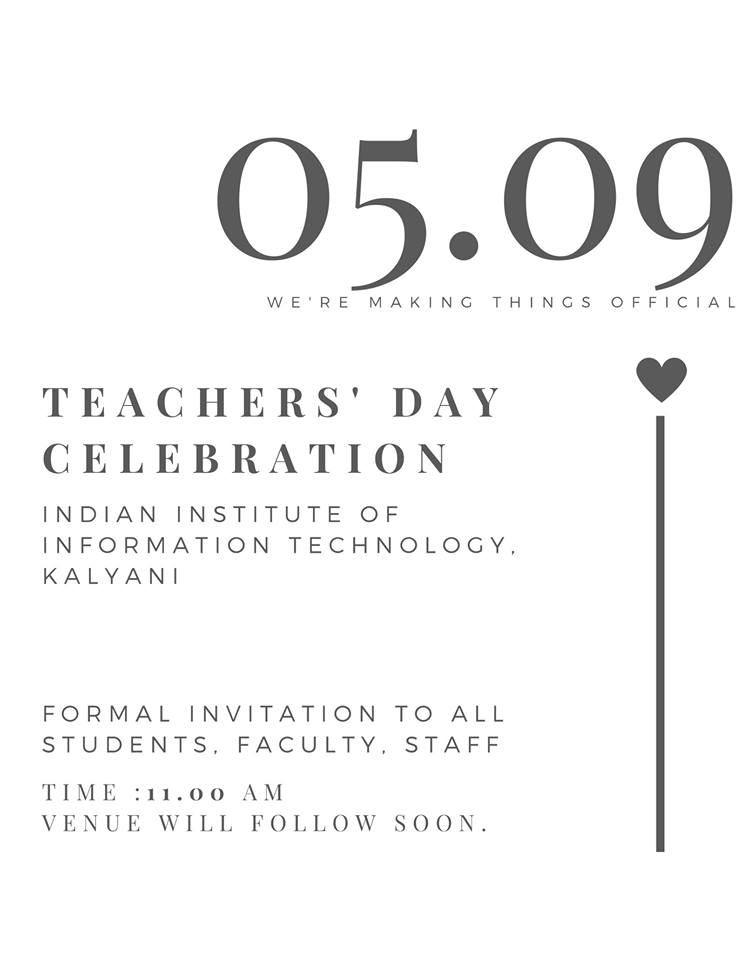 05.09
WE'RE MAKING THINGS OFFICIAL
TEACHERS' DAY
CELEBRATION
INDIAN INSTITUTE OF
INFORMATION TECHNOLOGY,
KALYANI
FORMAL INVITATION TO ALL
STUDENTS, FACULTY, STAFF
TIME :11.00 AM
VENUE WILL FOLLOW SOON.